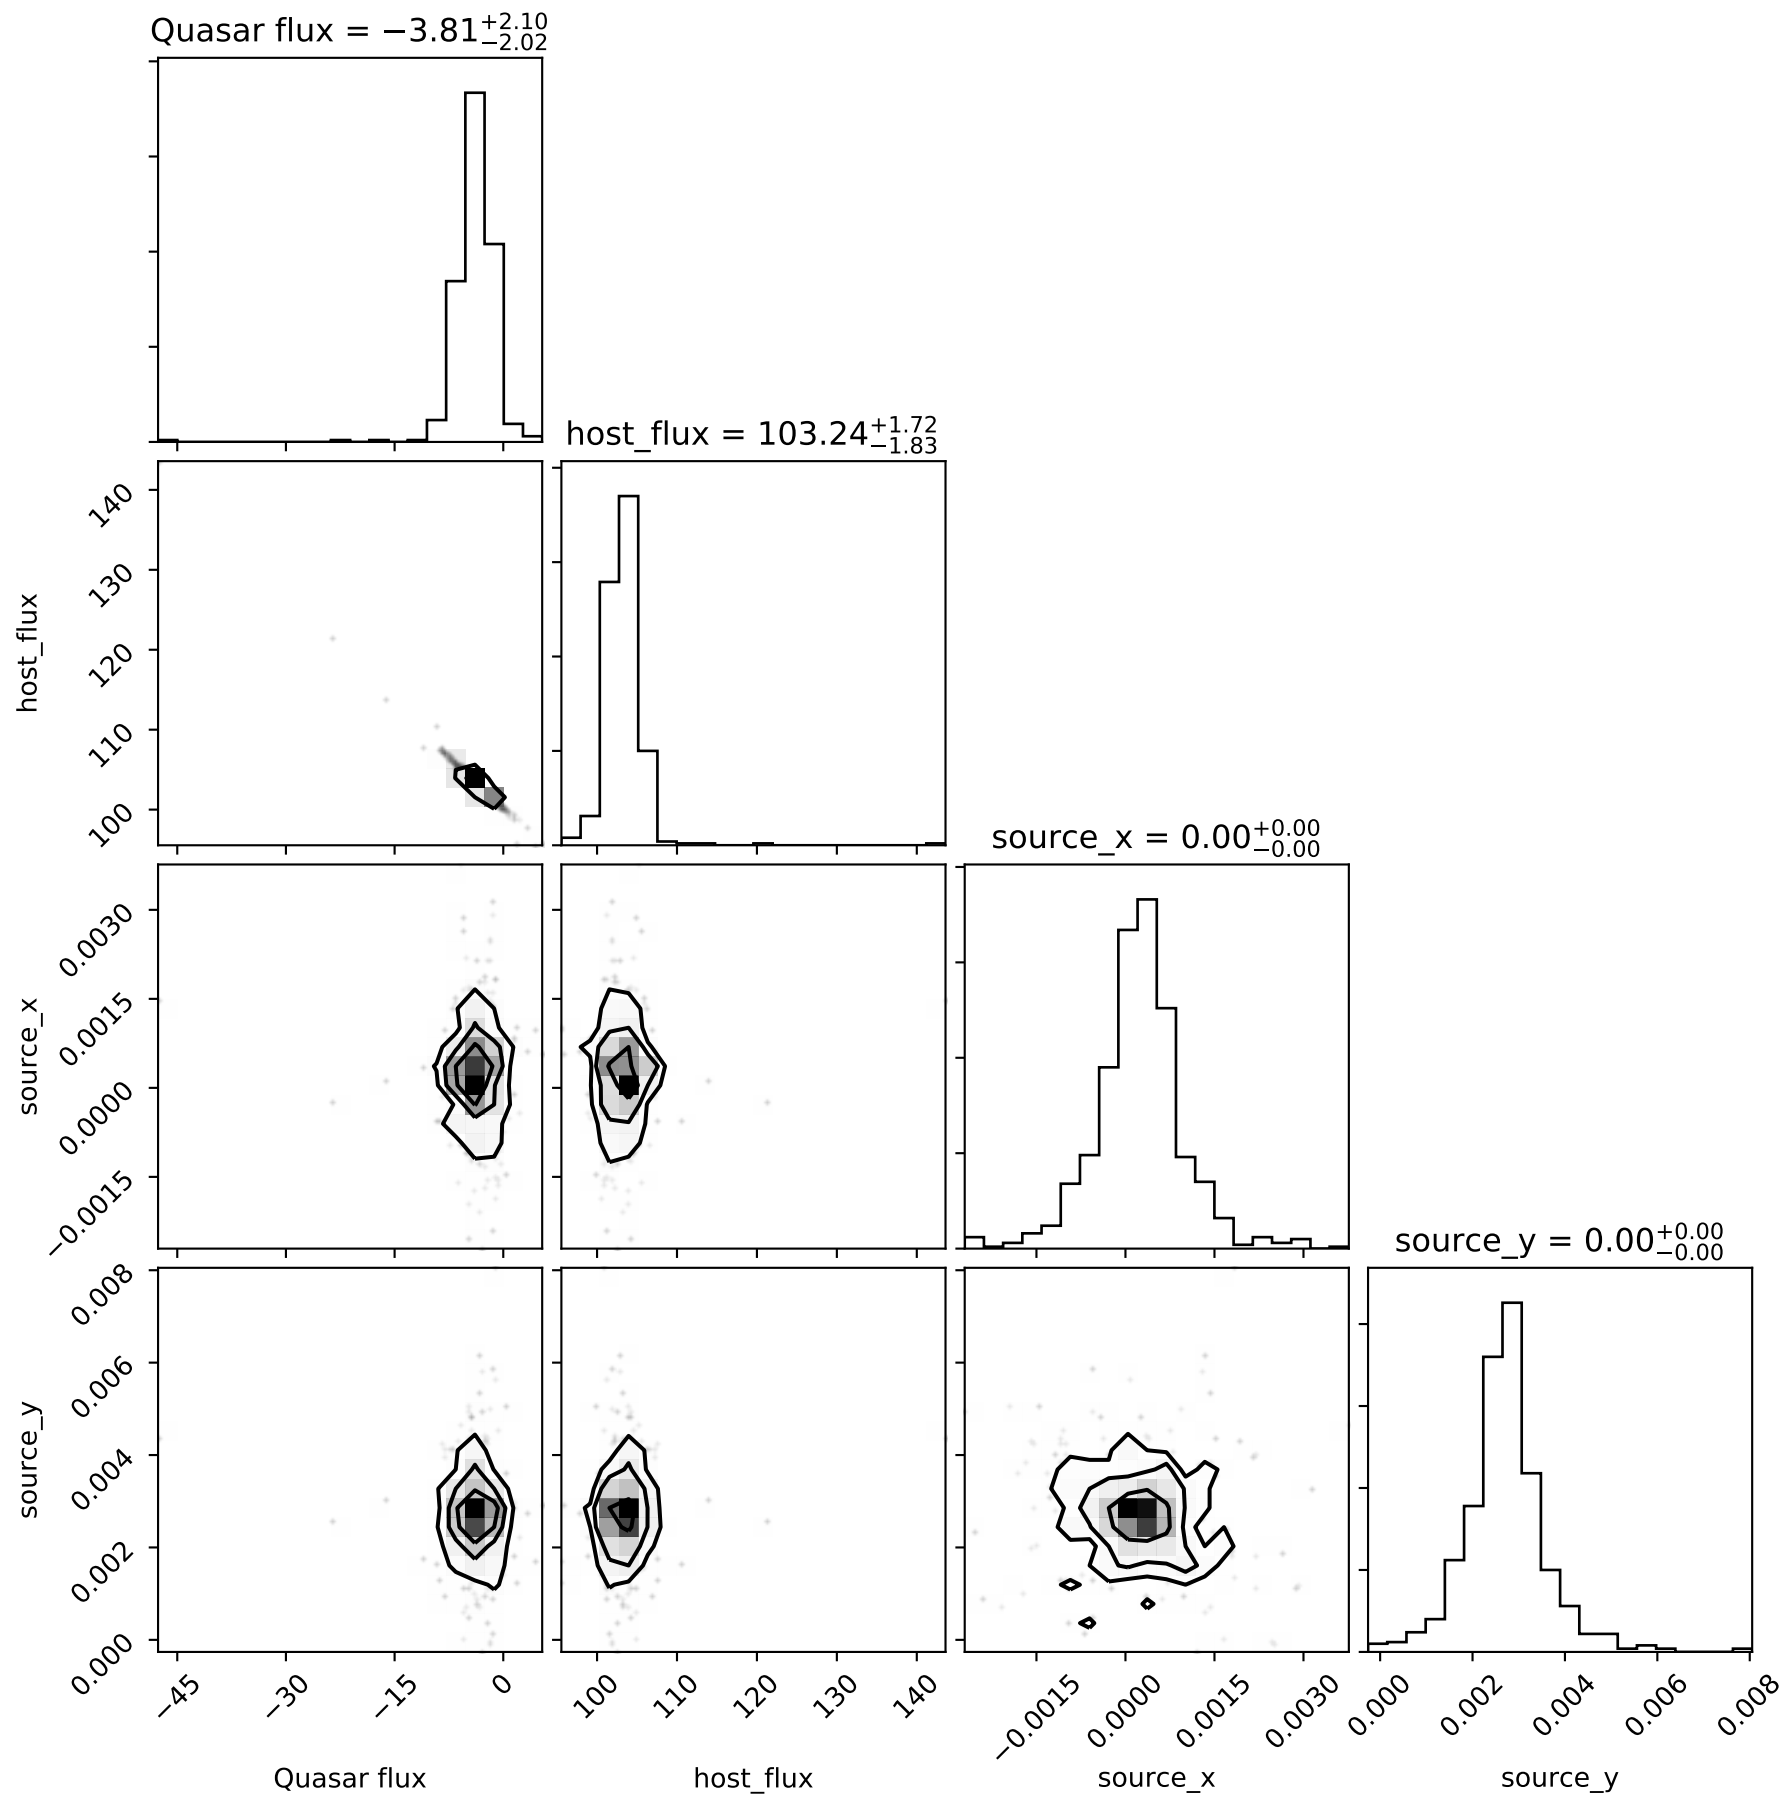 Quasar flux = −3.81 +2.10 −2.02
host_flux = 103.24 +1.72 −1.83
140
130
120
110
100
host_flux
source_x = 0.00 +0.00 −0.00
0.0030
0.0015
0.0000
−0.0015
source_x
source_y = 0.00 +0.00 −0.00
0.008
0.006
0.004
0.002
0.000
source_y
−45 −30 −15 0 100 110 120 130 140 −0.0015 0.0000 0.0015 0.0030 0.000 0.002 0.004 0.006 0.008
Quasar flux host_flux source_x source_y